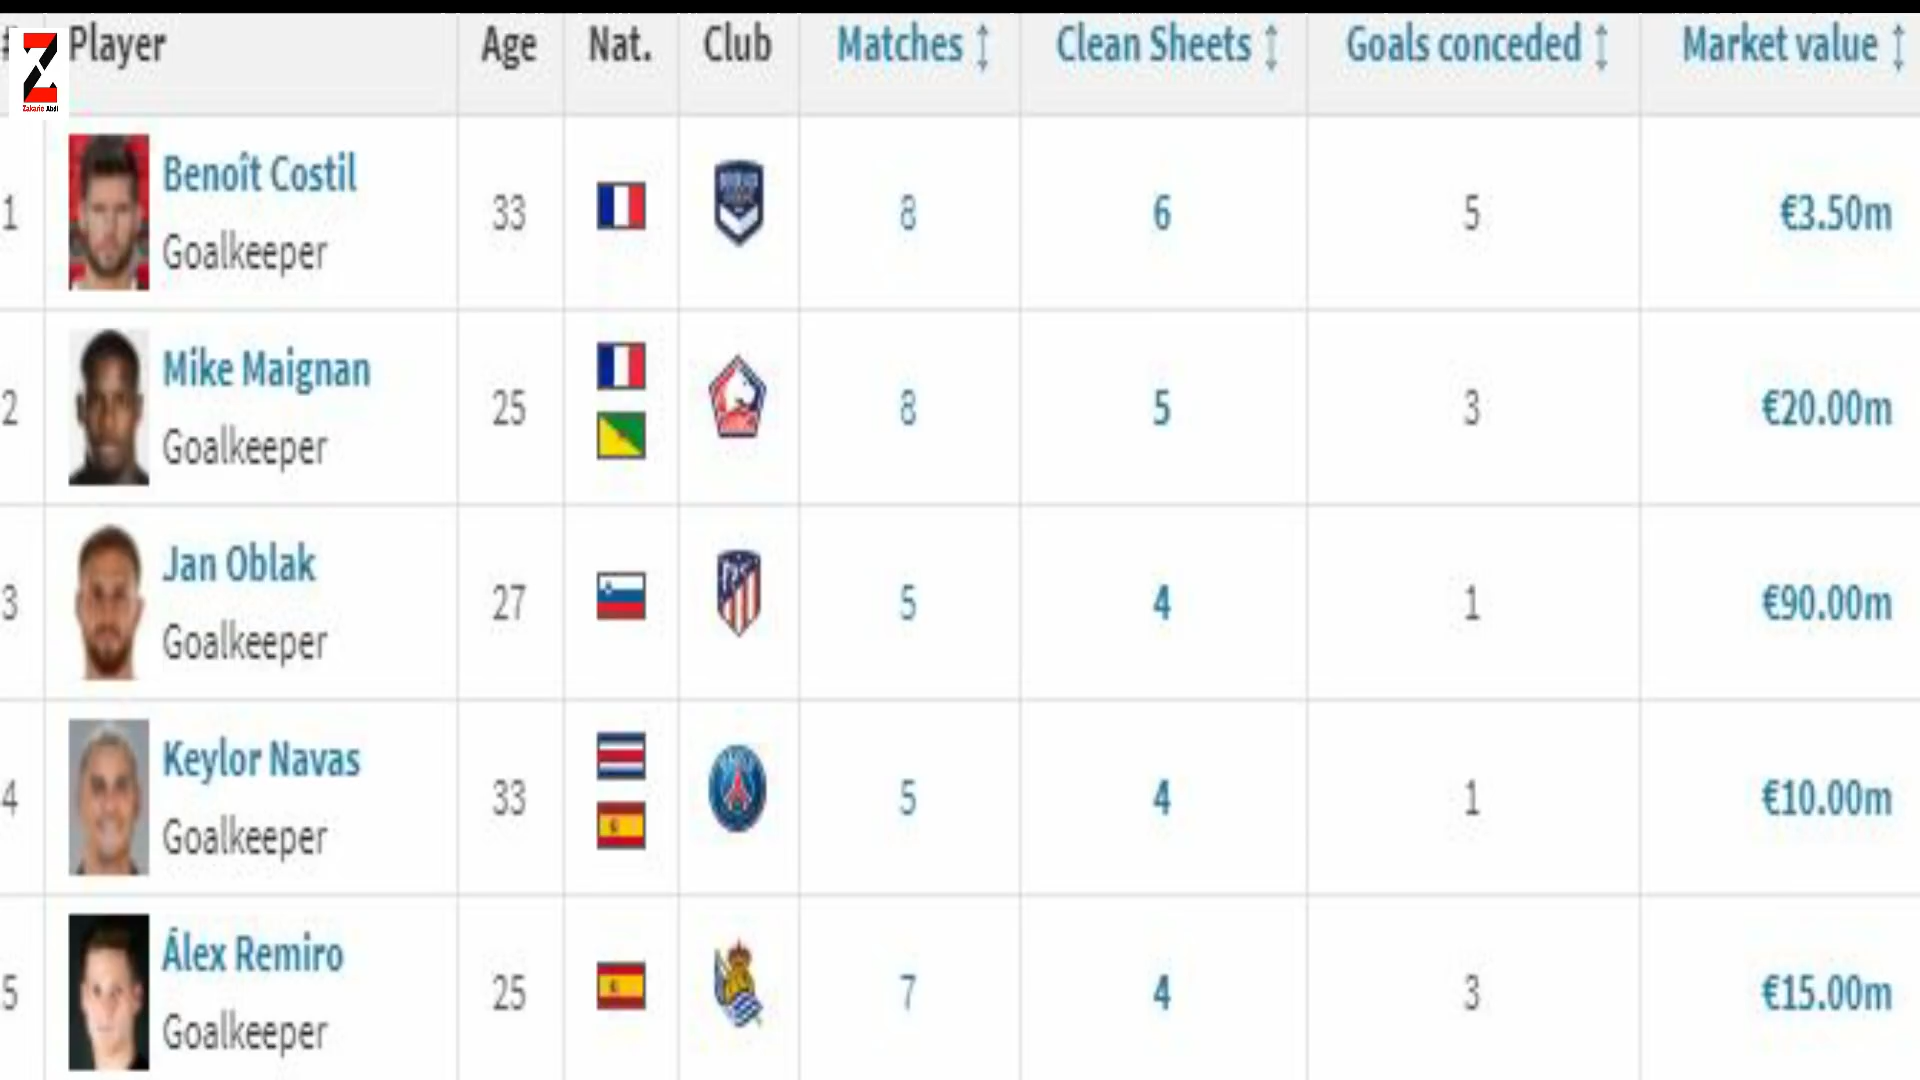 # Player Age Nat. Club Matches Clean Sheets Goals conceded Market value
Zakarie Abdi
1 Benoît Costil 33 8 6 5 €3.50m
Goalkeeper
2 Mike Maignan 25 8 5 3 €20.00m
Goalkeeper
3 Jan Oblak 27 5 4 1 €90.00m
Goalkeeper
4 Keylor Navas 33 5 4 1 €10.00m
Goalkeeper
5 Álex Remiro 25 7 4 3 €15.00m
Goalkeeper